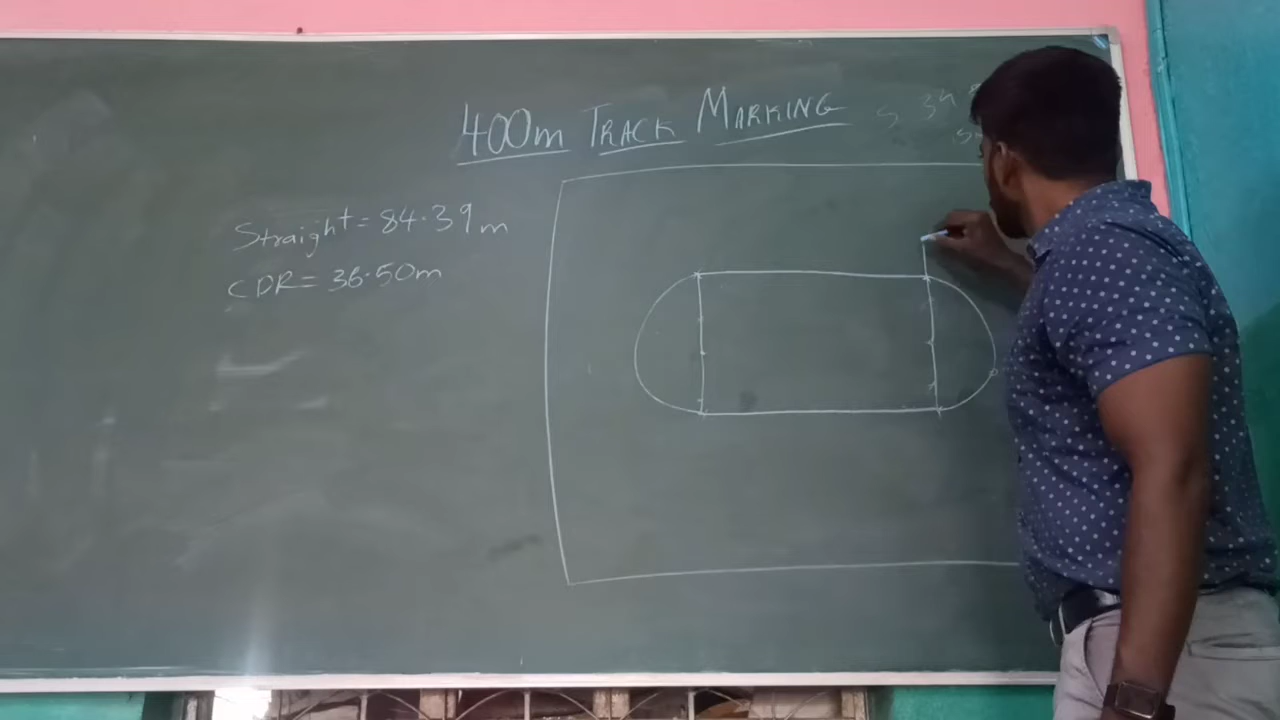 400m TRACK MARKING
Straight = 84.39 m
CDR = 36.50m